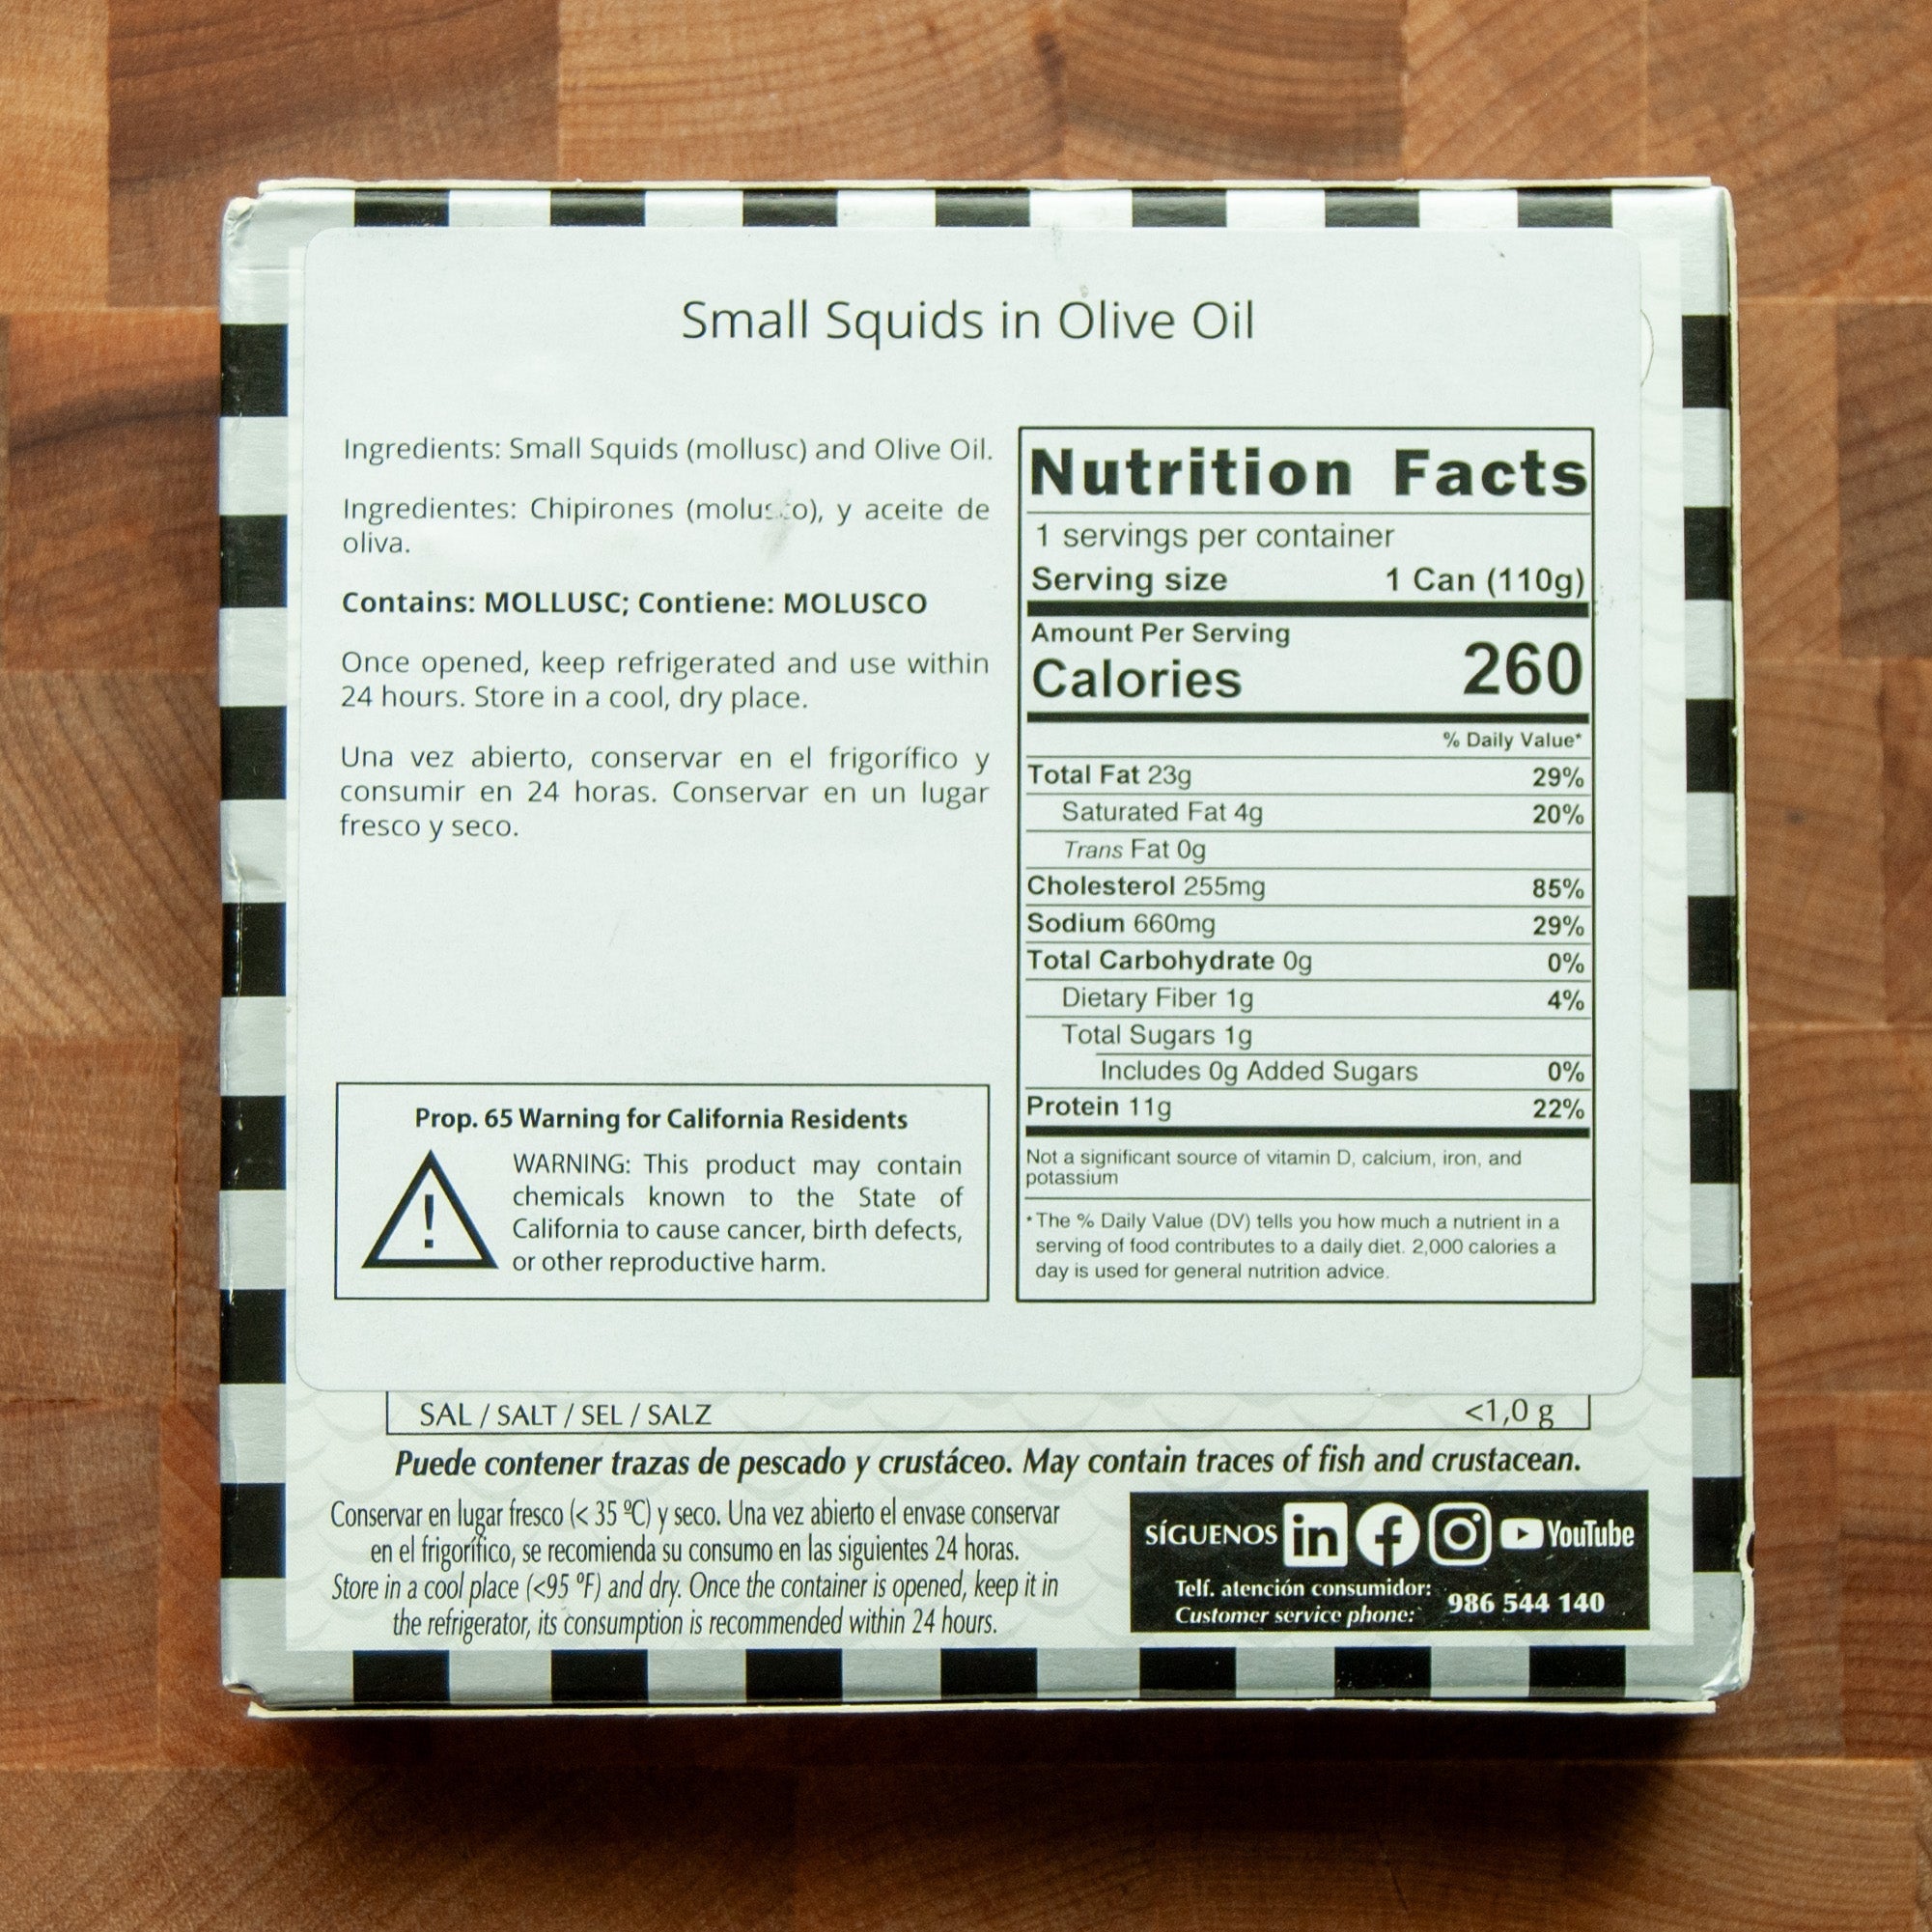 Small Squids in Olive Oil
Ingredients: Small Squids (mollusc) and Olive Oil.
Ingredientes: Chipirones (molusco), y aceite de
oliva.
Contains: MOLLUSC; Contiene: MOLUSCO
Once opened, keep refrigerated and use within
24 hours. Store in a cool, dry place.
Una vez abierto, conservar en el frigorífico y
consumir en 24 horas. Conservar en un lugar
fresco y seco.
Prop. 65 Warning for California Residents
WARNING: This product may contain
chemicals known to the State of
California to cause cancer, birth defects,
or other reproductive harm.
Nutrition Facts
1 servings per container
Serving size 1 Can (110g)
Amount Per Serving
Calories 260
% Daily Value*
Total Fat 23g 29%
Saturated Fat 4g 20%
Trans Fat 0g
Cholesterol 255mg 85%
Sodium 660mg 29%
Total Carbohydrate 0g 0%
Dietary Fiber 1g 4%
Total Sugars 1g
Includes 0g Added Sugars 0%
Protein 11g 22%
Not a significant source of vitamin D, calcium, iron, and
potassium
*The % Daily Value (DV) tells you how much a nutrient in a
serving of food contributes to a daily diet. 2,000 calories a
day is used for general nutrition advice.
SAL / SALT / SEL / SALZ <1,0 g
Puede contener trazas de pescado y crustáceo. May contain traces of fish and crustacean.
Conservar en lugar fresco (< 35 ºC) y seco. Una vez abierto el envase conservar
en el frigorífico, se recomienda su consumo en las siguientes 24 horas.
Store in a cool place (<95 ºF) and dry. Once the container is opened, keep it in
the refrigerator, its consumption is recommended within 24 hours.
SÍGUENOS in f YouTube
Telf. atención consumidor:
Customer service phone: 986 544 140